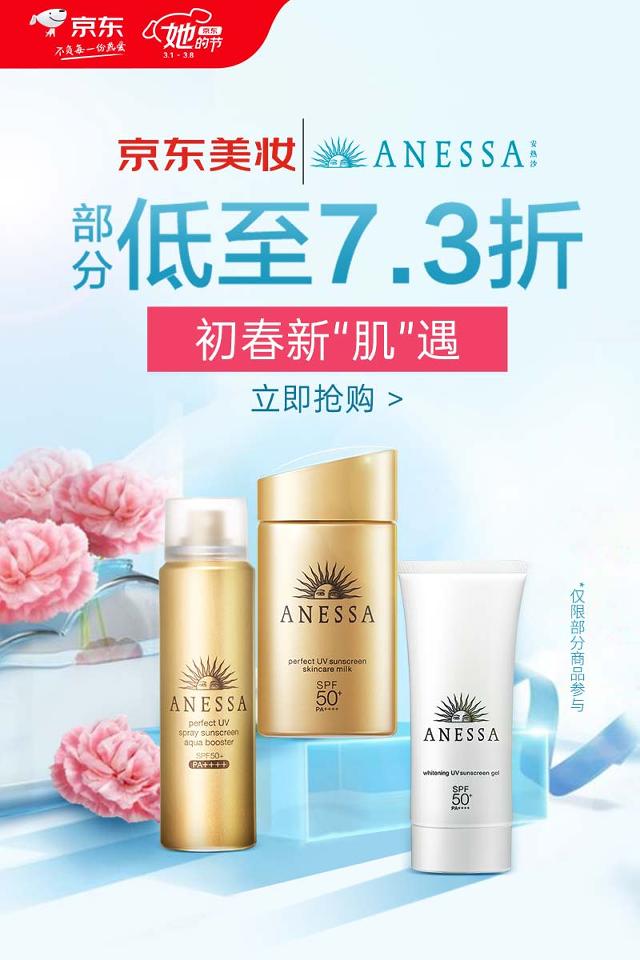 京东
不负每一份热爱
她的节
京东
3.1 - 3.8
京东美妆
ANESSA
安热沙
部分低至7.3折
初春新“肌”遇
立即抢购 >
ANESSA
perfect UV
spray sunscreen
aqua booster
SPF50+
PA++++
ANESSA
perfect UV sunscreen
skincare milk
SPF
50+
PA++++
ANESSA
whitening UV sunscreen gel
SPF
50+
PA++++
*仅限部分商品参与